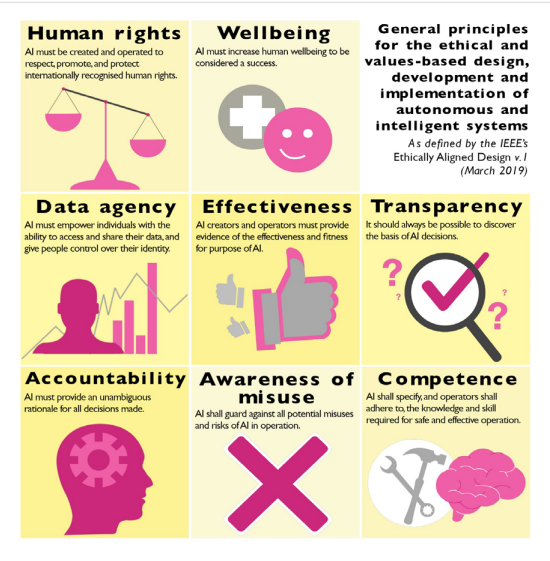 Human rights
AI must be created and operated to
respect, promote, and protect
internationally recognised human rights.
Wellbeing
AI must increase human wellbeing to be
considered a success.
General principles
for the ethical and
values-based design,
development and
implementation of
autonomous and
intelligent systems
As defined by the IEEE's
Ethically Aligned Design v.1
(March 2019)
Data agency
AI must empower individuals with the
ability to access and share their data, and
give people control over their identity.
Effectiveness
AI creators and operators must provide
evidence of the effectiveness and fitness
for purpose of AI.
Transparency
It should always be possible to discover
the basis of AI decisions.
?
?
?
?
Accountability
AI must provide an unambiguous
rationale for all decisions made.
Awareness of
misuse
AI shall guard against all potential misuses
and risks of AI in operation.
Competence
AI shall specify, and operators shall
adhere to, the knowledge and skill
required for safe and effective operation.